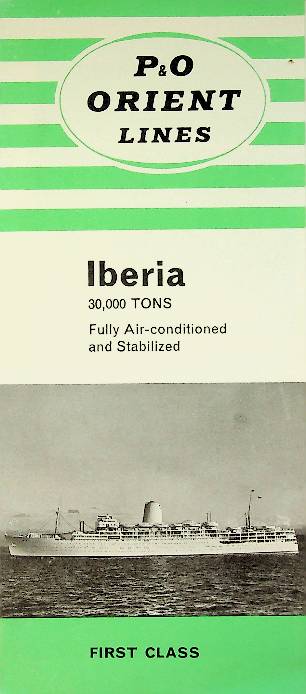 P&O
ORIENT
LINES
Iberia
30,000 TONS
Fully Air-conditioned
and Stabilized
FIRST CLASS